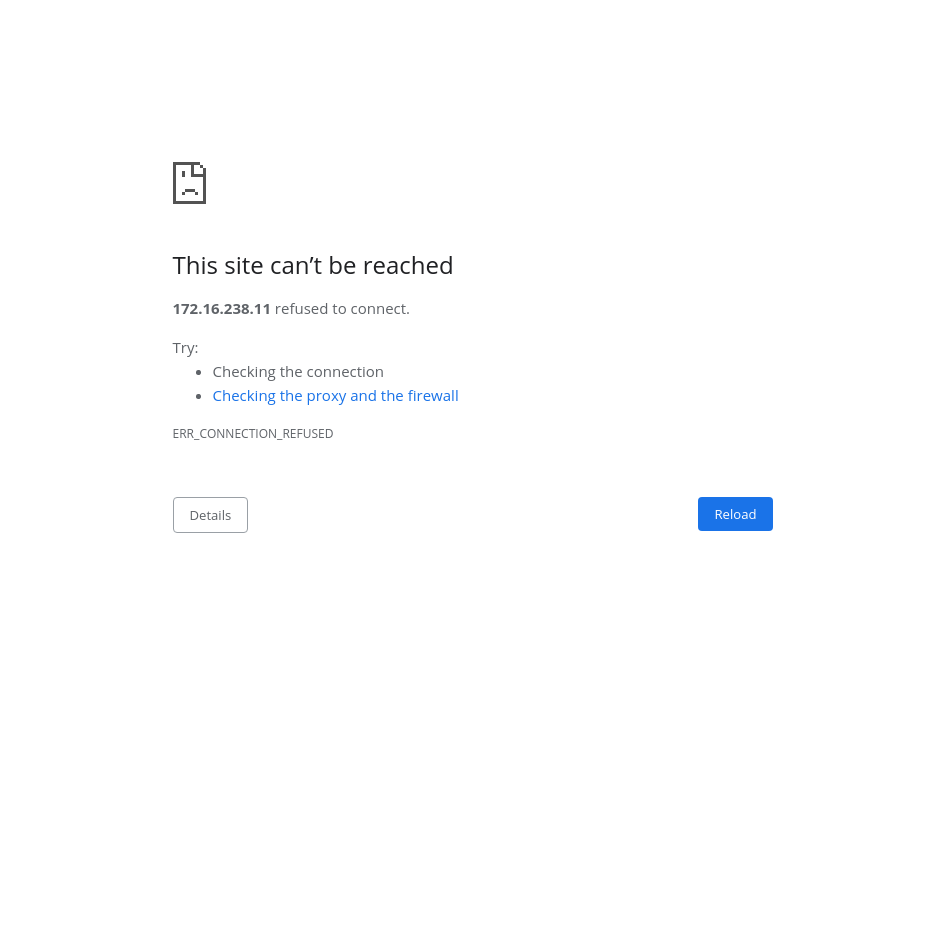 This site can’t be reached
172.16.238.11 refused to connect.
Try:
Checking the connection
Checking the proxy and the firewall
ERR_CONNECTION_REFUSED
Details
Reload